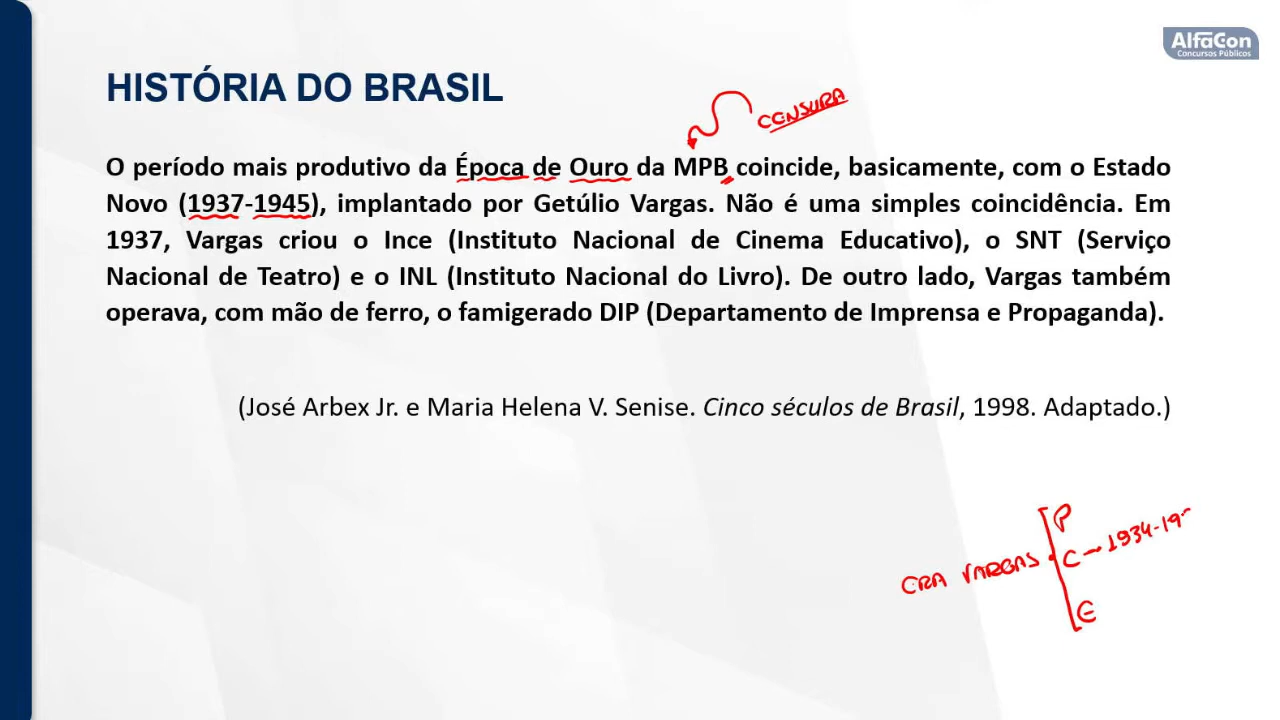 AlfaCon
Concursos Públicos
HISTÓRIA DO BRASIL
CENSURA
O período mais produtivo da Época de Ouro da MPB coincide, basicamente, com o Estado
Novo (1937-1945), implantado por Getúlio Vargas. Não é uma simples coincidência. Em
1937, Vargas criou o Ince (Instituto Nacional de Cinema Educativo), o SNT (Serviço
Nacional de Teatro) e o INL (Instituto Nacional do Livro). De outro lado, Vargas também
operava, com mão de ferro, o famigerado DIP (Departamento de Imprensa e Propaganda).
(José Arbex Jr. e Maria Helena V. Senise. Cinco séculos de Brasil, 1998. Adaptado.)
P
ERA VARGAS C - 1934-19
E